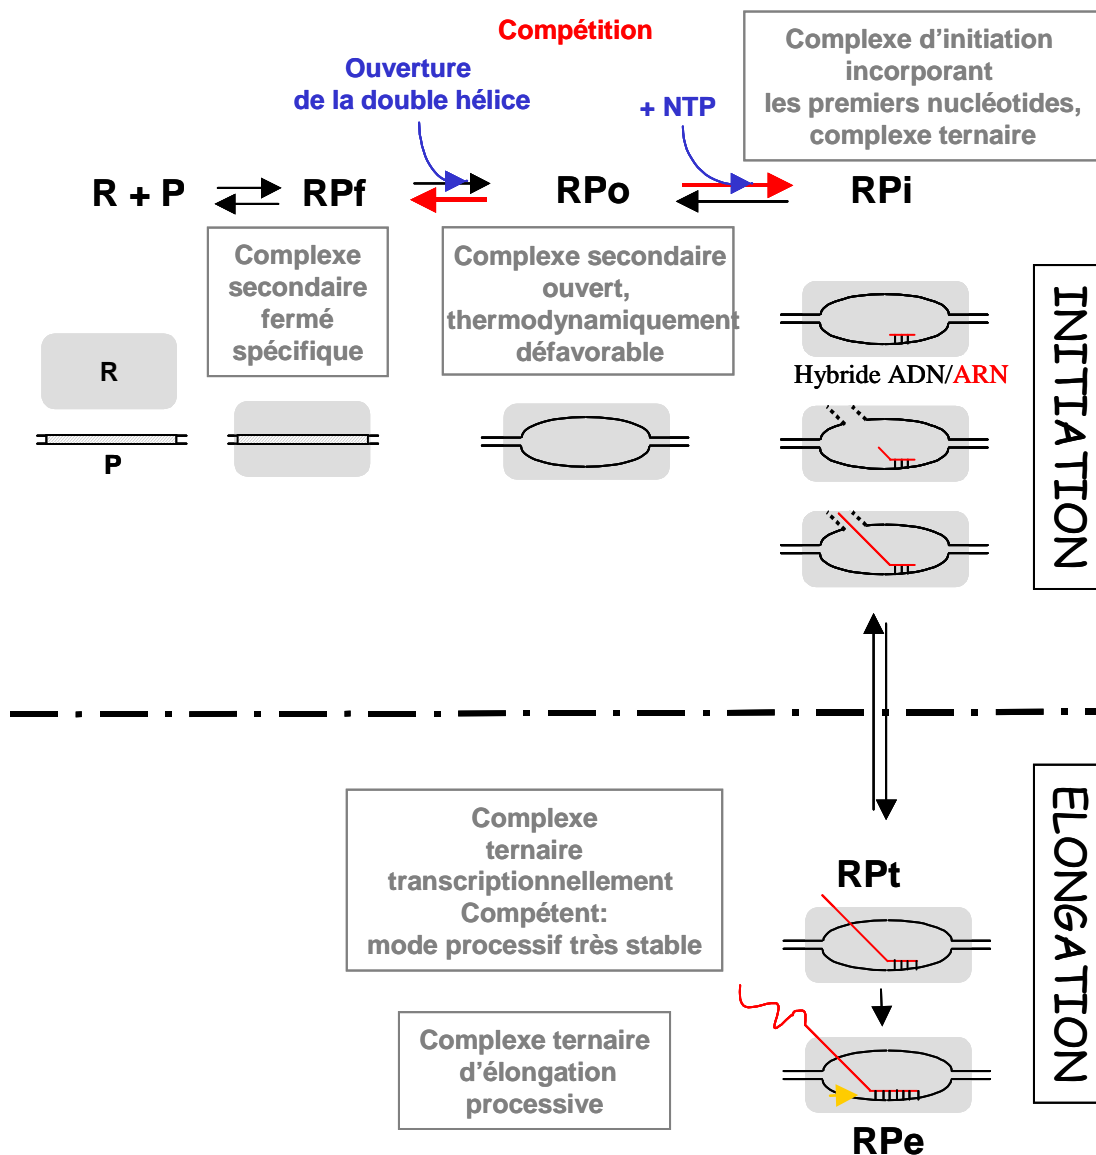 Compétition
Ouverture
de la double hélice
+ NTP
Complexe d’initiation
incorporant
les premiers nucléotides,
complexe ternaire
R + P
RPf
RPo
RPi
Complexe
secondaire
fermé
spécifique
Complexe secondaire
ouvert,
thermodynamiquement
défavorable
R
P
Hybride ADN/ARN
INITIATION
Complexe
ternaire
transcriptionnellement
Compétent:
mode processif très stable
RPt
Complexe ternaire
d’élongation
processive
RPe
ELONGATION